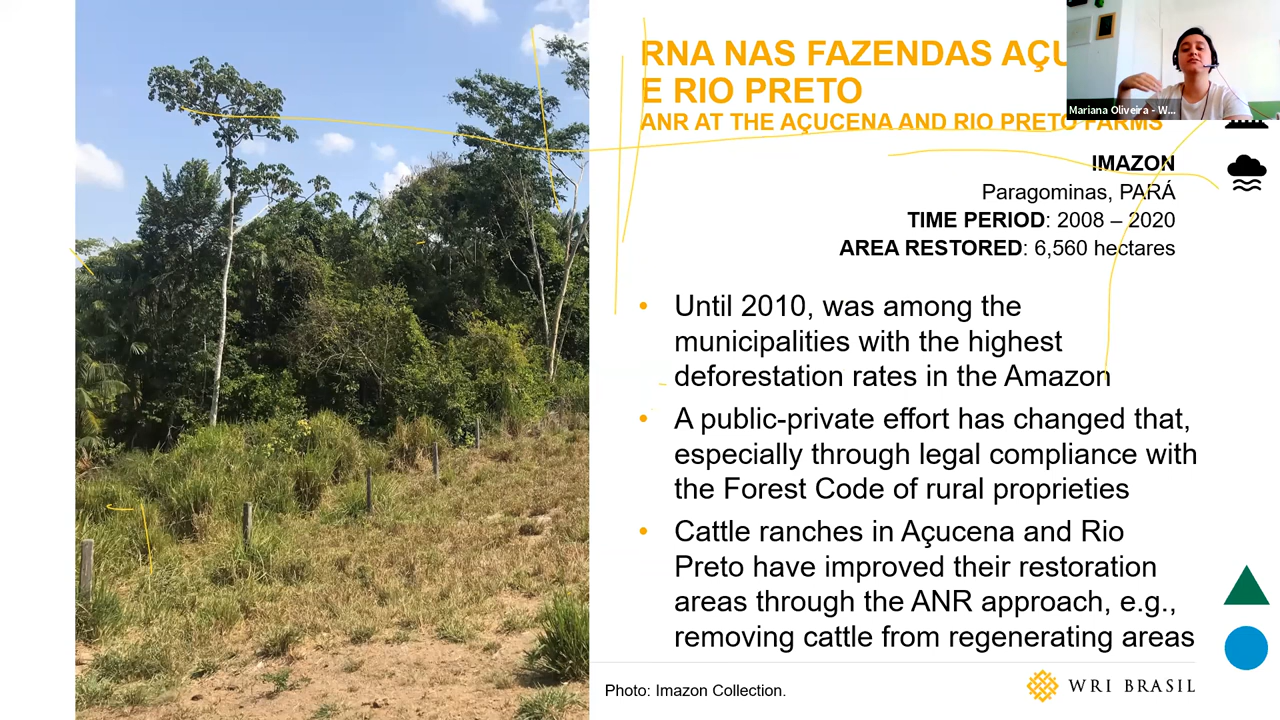 RNA NAS FAZENDAS AÇU
E RIO PRETO
ANR AT THE AÇUCENA AND RIO PRETO FARMS
Mariana Oliveira - W...
IMAZON
Paragominas, PARÁ
TIME PERIOD: 2008 – 2020
AREA RESTORED: 6,560 hectares
• Until 2010, was among the
municipalities with the highest
deforestation rates in the Amazon
• A public-private effort has changed that,
especially through legal compliance with
the Forest Code of rural proprieties
• Cattle ranches in Açucena and Rio
Preto have improved their restoration
areas through the ANR approach, e.g.,
removing cattle from regenerating areas
Photo: Imazon Collection.
WRI BRASIL